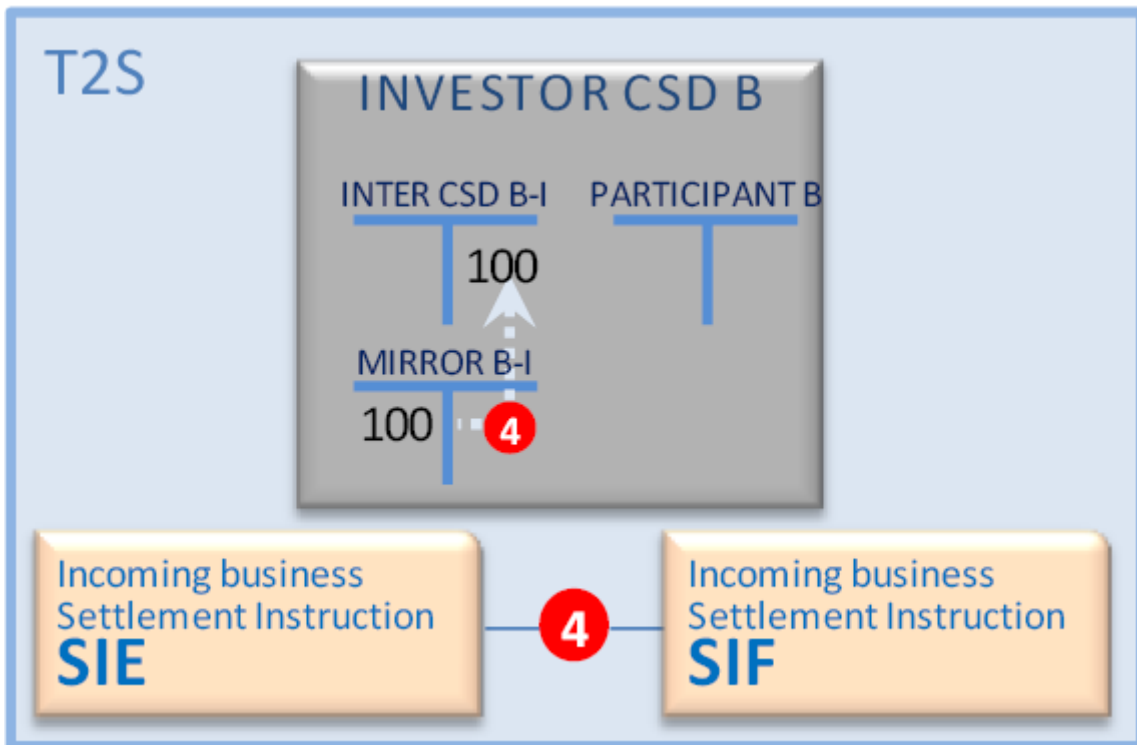 T2S
INVESTOR CSD B
INTER CSD B-I
PARTICIPANT B
100
MIRROR B-I
100
4
Incoming business
Settlement Instruction
SIE
4
Incoming business
Settlement Instruction
SIF